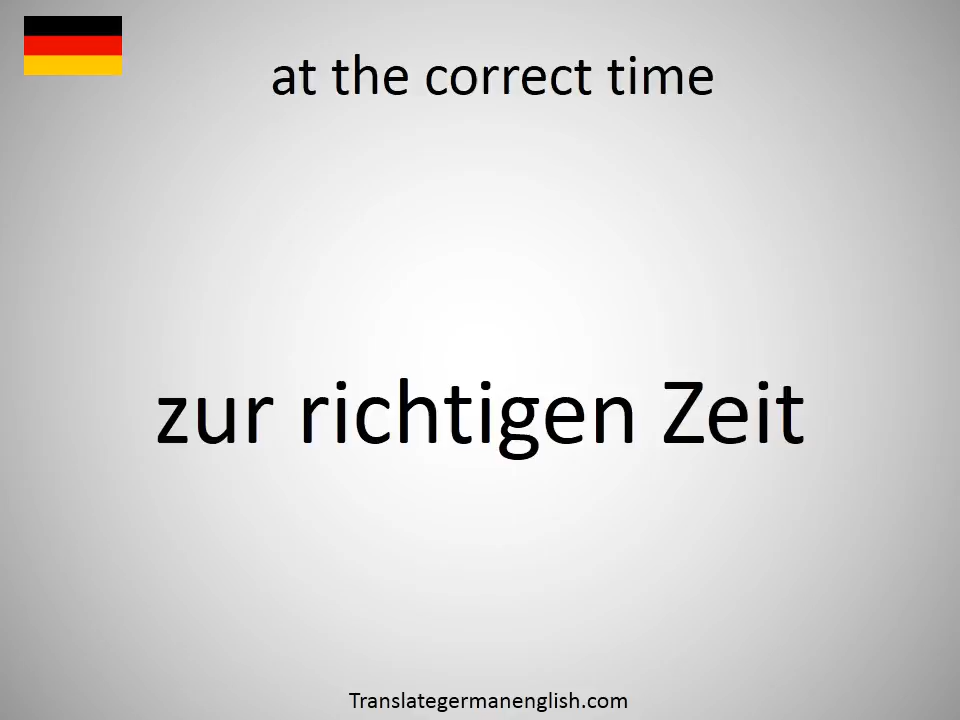 at the correct time
zur richtigen Zeit
Translategermanenglish.com